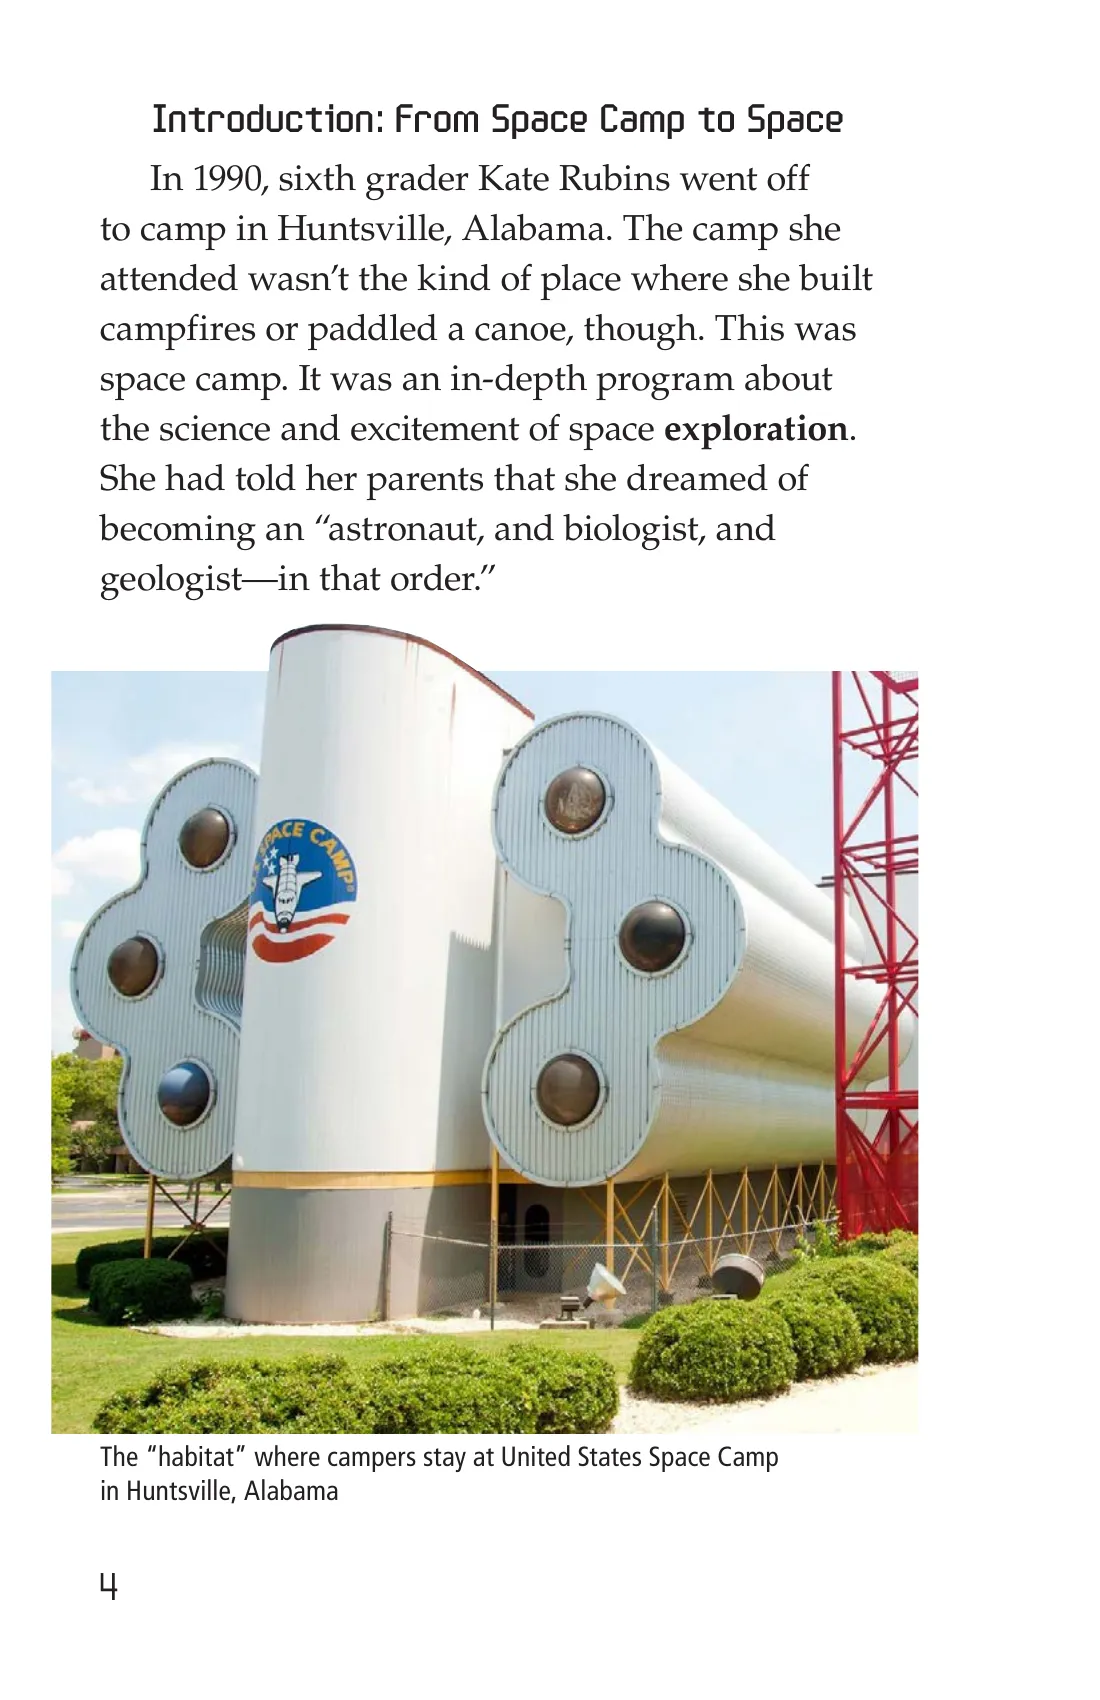 Introduction: From Space Camp to Space
In 1990, sixth grader Kate Rubins went off
to camp in Huntsville, Alabama. The camp she
attended wasn’t the kind of place where she built
campfires or paddled a canoe, though. This was
space camp. It was an in-depth program about
the science and excitement of space exploration.
She had told her parents that she dreamed of
becoming an “astronaut, and biologist, and
geologist—in that order.”
SPACE CAMP®
The “habitat” where campers stay at United States Space Camp
in Huntsville, Alabama
4